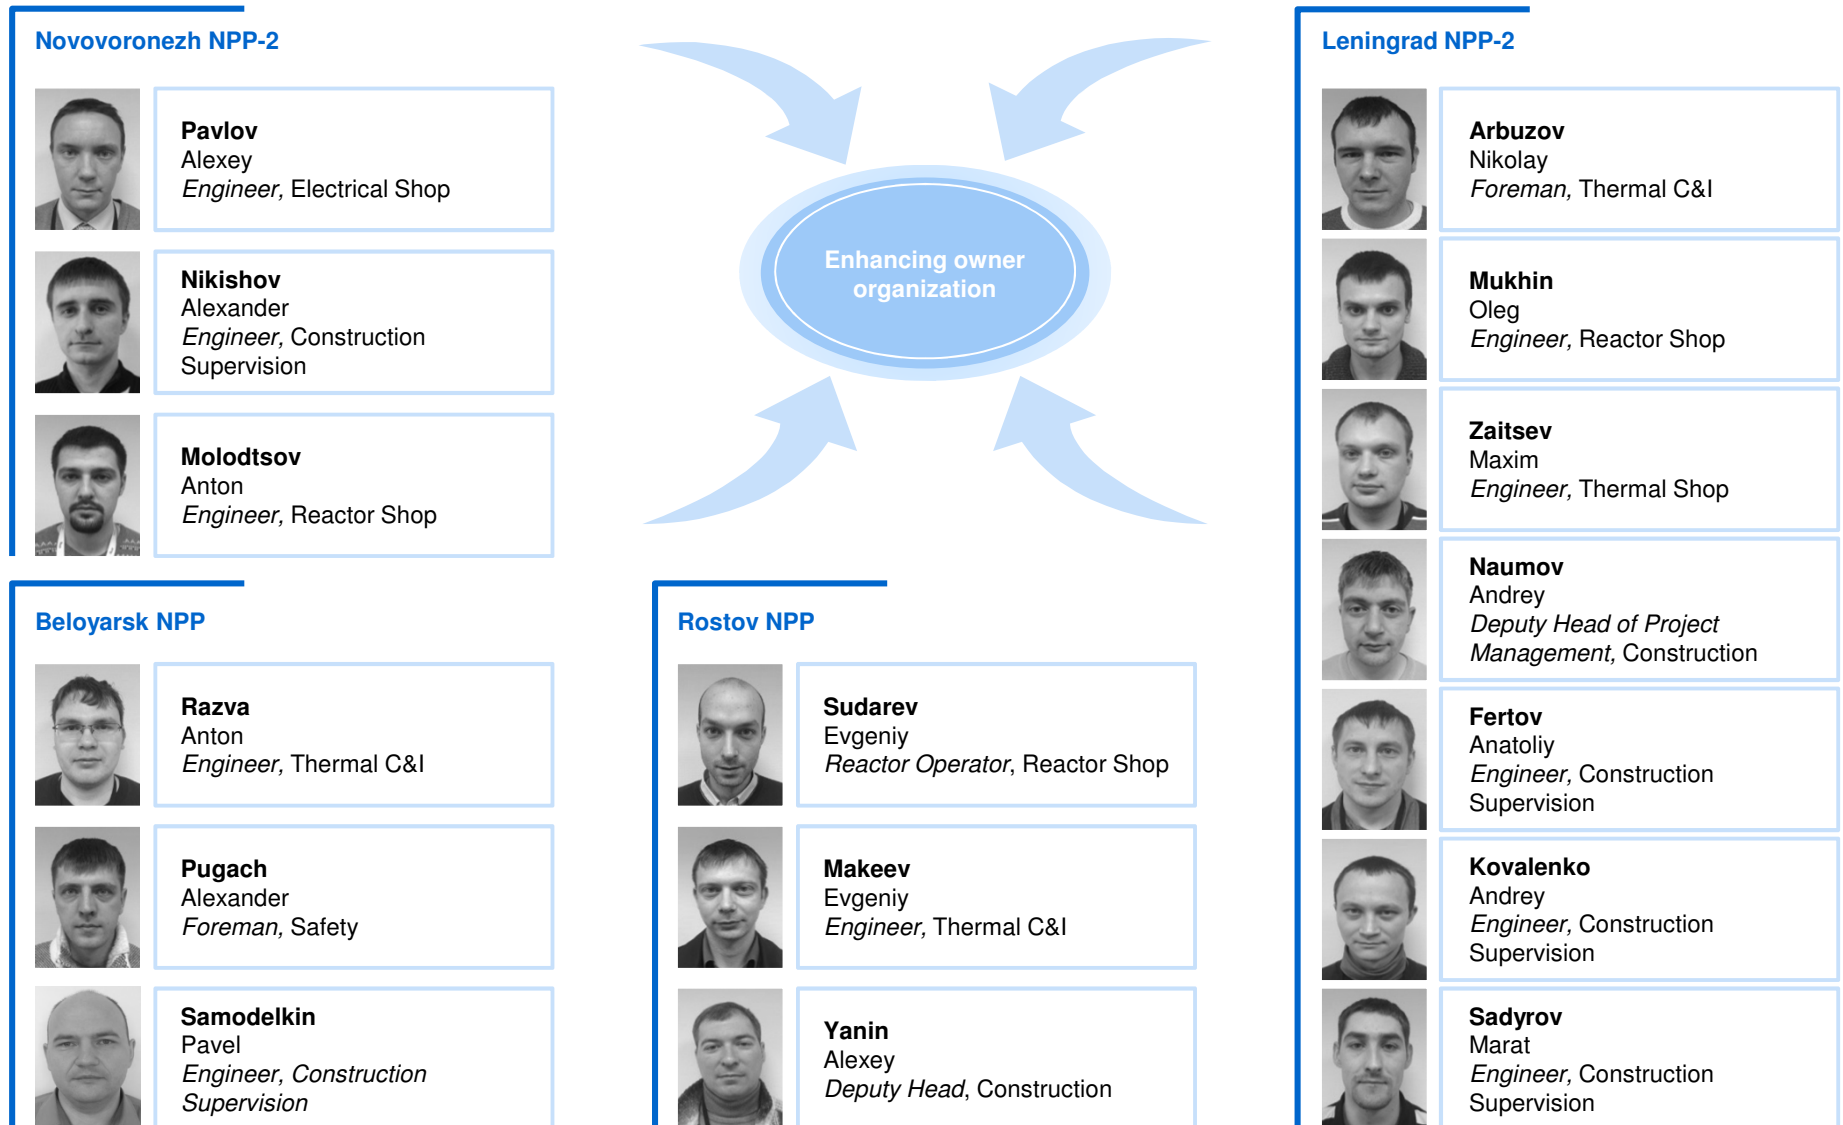 Novovoronezh NPP-2
Pavlov
Alexey
Engineer, Electrical Shop
Nikishov
Alexander
Engineer, Construction
Supervision
Molodtsov
Anton
Engineer, Reactor Shop
Enhancing owner
organization
Leningrad NPP-2
Arbuzov
Nikolay
Foreman, Thermal C&I
Mukhin
Oleg
Engineer, Reactor Shop
Zaitsev
Maxim
Engineer, Thermal Shop
Naumov
Andrey
Deputy Head of Project
Management, Construction
Fertov
Anatoliy
Engineer, Construction
Supervision
Kovalenko
Andrey
Engineer, Construction
Supervision
Sadyrov
Marat
Engineer, Construction
Supervision
Beloyarsk NPP
Razva
Anton
Engineer, Thermal C&I
Pugach
Alexander
Foreman, Safety
Samodelkin
Pavel
Engineer, Construction
Supervision
Rostov NPP
Sudarev
Evgeniy
Reactor Operator, Reactor Shop
Makeev
Evgeniy
Engineer, Thermal C&I
Yanin
Alexey
Deputy Head, Construction